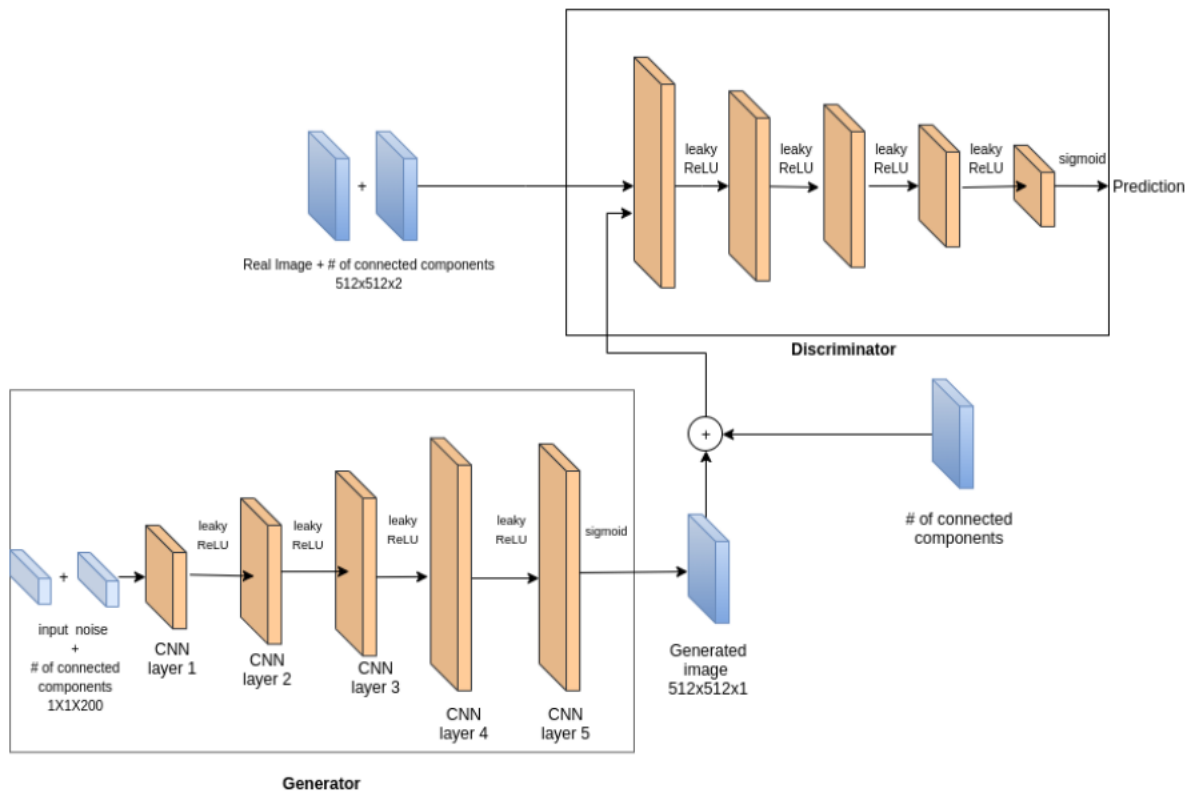 leaky
ReLU
leaky
ReLU
leaky
ReLU
leaky
ReLU
sigmoid
Prediction
+
Real Image + # of connected components
512x512x2
Discriminator
+
# of connected
components
leaky
ReLU
leaky
ReLU
leaky
ReLU
leaky
ReLU
sigmoid
+
input noise
+
# of connected
components
1X1X200
CNN
layer 1
CNN
layer 2
CNN
layer 3
CNN
layer 4
CNN
layer 5
Generated
image
512x512x1
Generator